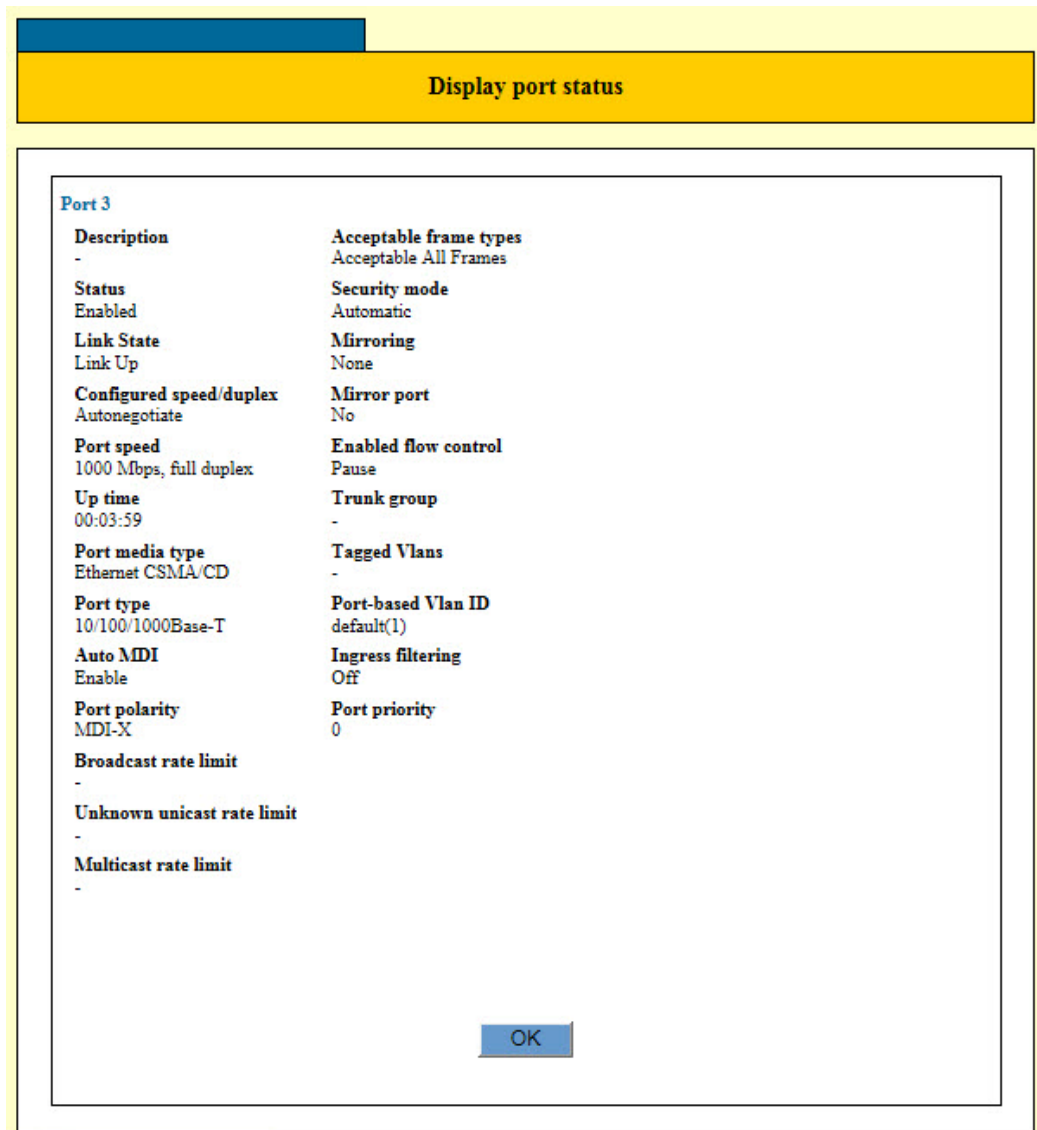 Display port status
Port 3
Description
-
Status
Enabled
Link State
Link Up
Configured speed/duplex
Autonegotiate
Port speed
1000 Mbps, full duplex
Up time
00:03:59
Port media type
Ethernet CSMA/CD
Port type
10/100/1000Base-T
Auto MDI
Enable
Port polarity
MDI-X
Broadcast rate limit
-
Unknown unicast rate limit
-
Multicast rate limit
-
Acceptable frame types
Acceptable All Frames
Security mode
Automatic
Mirroring
None
Mirror port
No
Enabled flow control
Pause
Trunk group
-
Tagged Vlans
-
Port-based Vlan ID
default(1)
Ingress filtering
Off
Port priority
0
OK